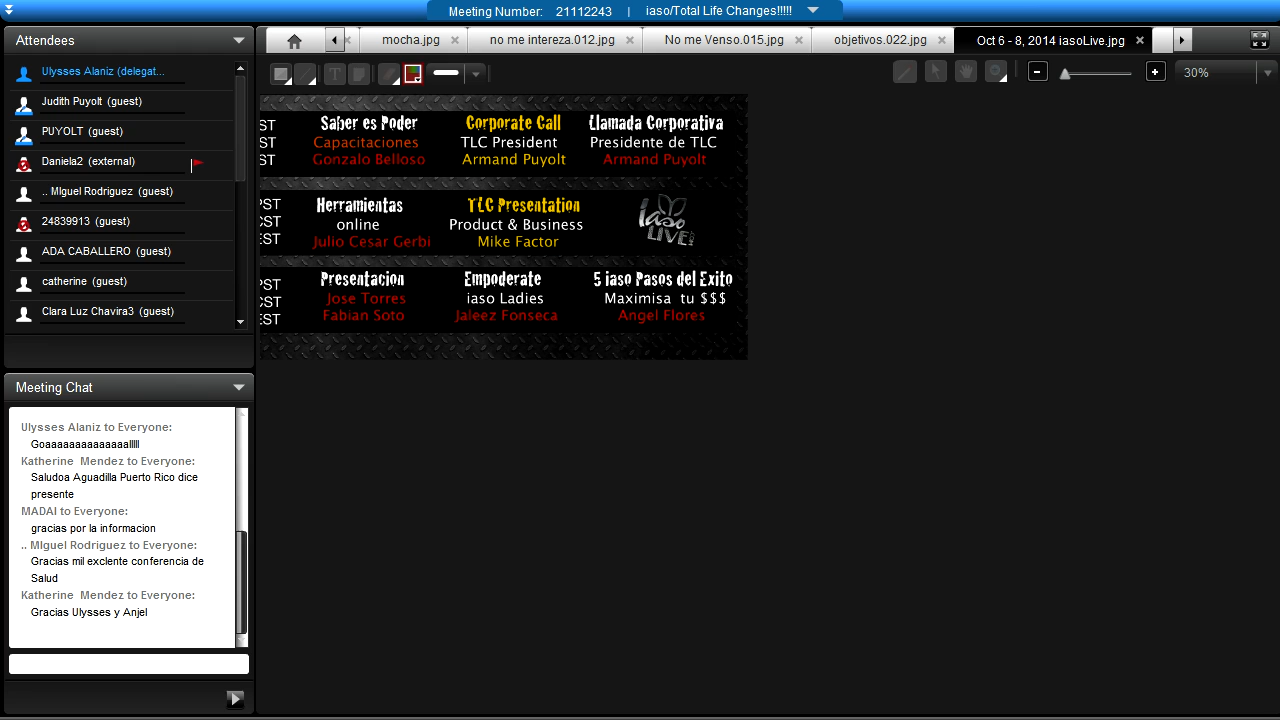 Meeting Number: 21112243 | iaso/Total Life Changes!!!!!
Attendees
mocha.jpg
no me intereza.012.jpg
No me Venso.015.jpg
objetivos.022.jpg
Oct 6 - 8, 2014 iasoLive.jpg
30%
Ulysses Alaniz (delegat...
Judith Puyolt (guest)
PUYOLT (guest)
Daniela2 (external)
.. MIguel Rodriguez (guest)
24839913 (guest)
ADA CABALLERO (guest)
catherine (guest)
Clara Luz Chavira3 (guest)
ST Saber es Poder Corporate Call Llamada Corporativa
ST Capacitaciones TLC President Presidente de TLC
ST Gonzalo Belloso Armand Puyolt Armand Puyolt
PST Herramientas TLC Presentation iaso
CST online Product & Business LIVE
EST Julio Cesar Gerbi Mike Factor
PST Presentacion Empoderate 5 iaso Pasos del Exito
CST Jose Torres iaso Ladies Maximisa tu $$$
EST Fabian Soto Jaleez Fonseca Angel Flores
Meeting Chat
Ulysses Alaniz to Everyone:
Goaaaaaaaaaaaaaalllll
Katherine Mendez to Everyone:
Saludoa Aguadilla Puerto Rico dice
presente
MADAI to Everyone:
gracias por la informacion
.. MIguel Rodriguez to Everyone:
Gracias mil exclente conferencia de
Salud
Katherine Mendez to Everyone:
Gracias Ulysses y Anjel